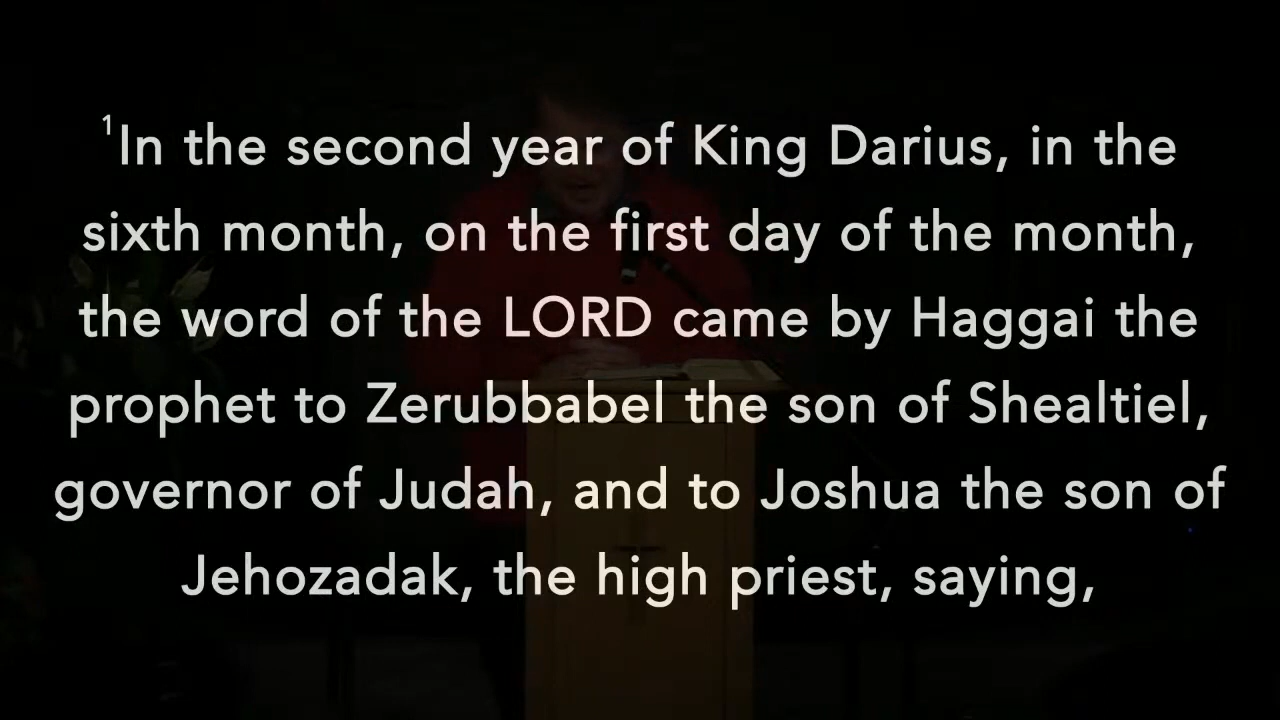 ¹In the second year of King Darius, in the
sixth month, on the first day of the month,
the word of the LORD came by Haggai the
prophet to Zerubbabel the son of Shealtiel,
governor of Judah, and to Joshua the son of
Jehozadak, the high priest, saying,